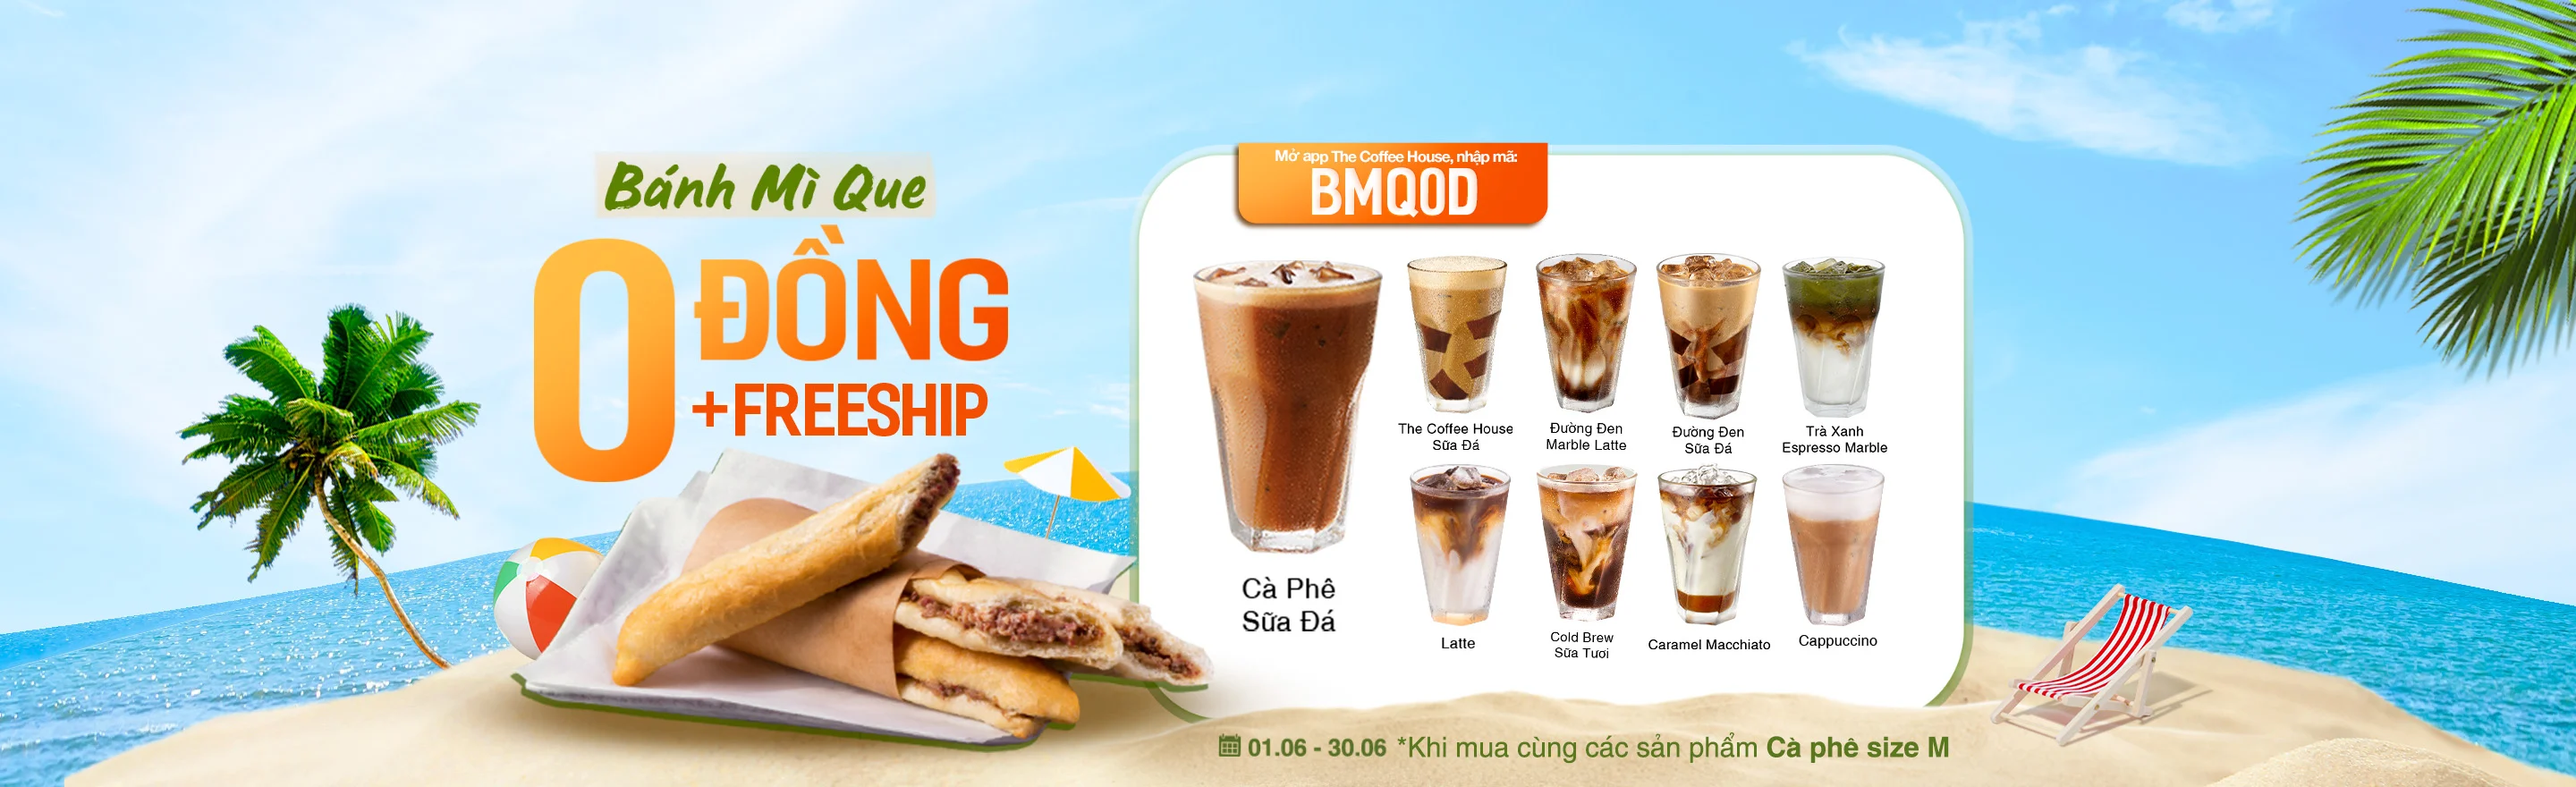 Bánh Mì Que
0 ĐỒNG
+FREESHIP
Mở app The Coffee House, nhập mã:
BMQ0D
The Coffee House
Sữa Đá
Đường Đen
Marble Latte
Đường Đen
Sữa Đá
Trà Xanh
Espresso Marble
Cà Phê
Sữa Đá
Latte
Cold Brew
Sữa Tươi
Caramel Macchiato
Cappuccino
01.06 - 30.06 *Khi mua cùng các sản phẩm Cà phê size M